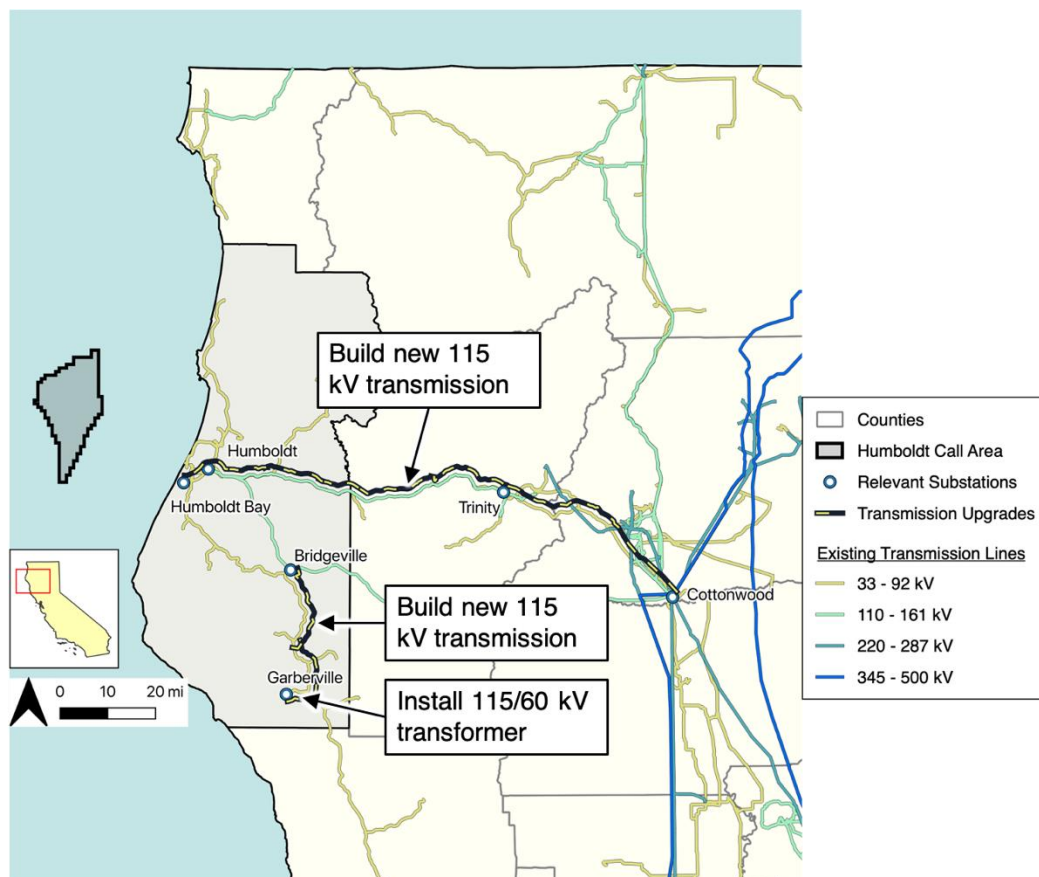 Build new 115
kV transmission
Humboldt
Humboldt Bay
Trinity
Bridgeville
Cottonwood
Build new 115
kV transmission
Garberville
Install 115/60 kV
transformer
0 10 20 mi
Counties
Humboldt Call Area
Relevant Substations
Transmission Upgrades
Existing Transmission Lines
33 - 92 kV
110 - 161 kV
220 - 287 kV
345 - 500 kV